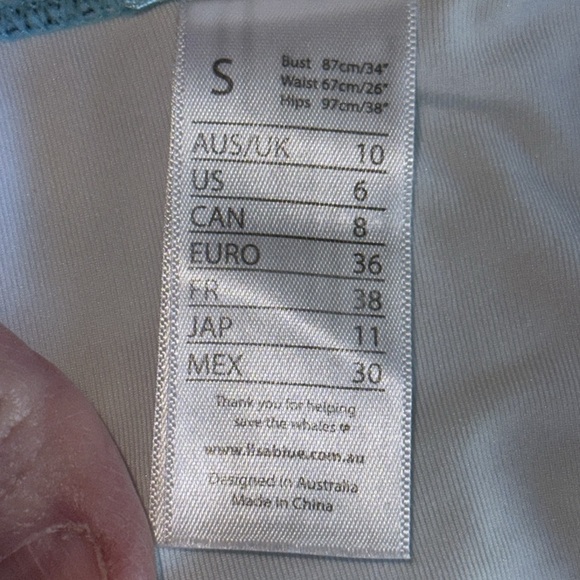 S
Bust 87cm/34"
Waist 67cm/26"
Hips 97cm/38"
AUS/UK 10
US 6
CAN 8
EURO 36
FR 38
JAP 11
MEX 30
Thank you for helping
save the whales ♥
www.lisablue.com.au
Designed in Australia
Made in China